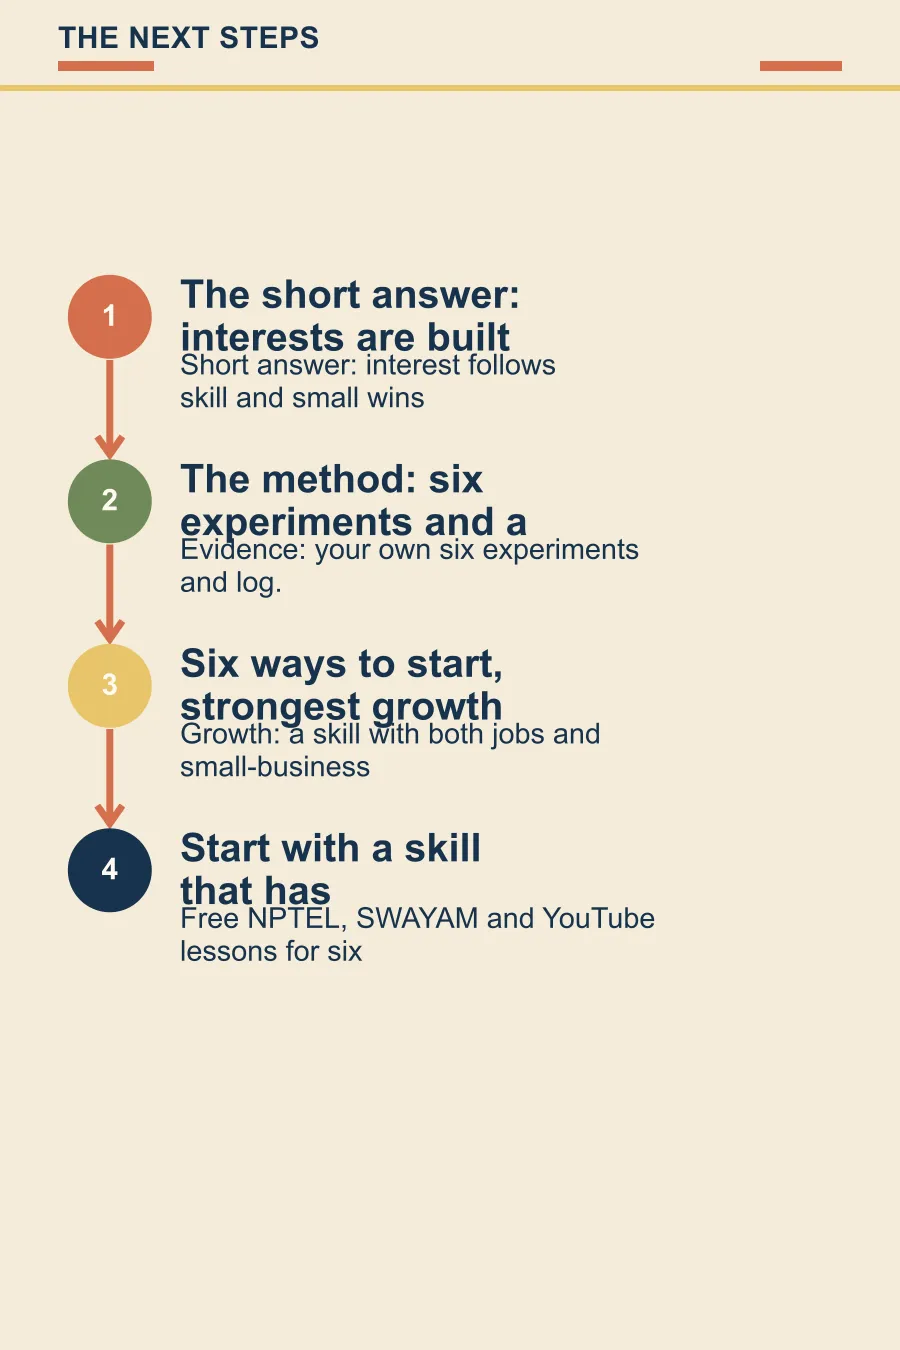 THE NEXT STEPS
1
The short answer:
interests are built
Short answer: interest follows
skill and small wins
2
The method: six
experiments and a
Evidence: your own six experiments
and log.
3
Six ways to start,
strongest growth
Growth: a skill with both jobs and
small-business
4
Start with a skill
that has
Free NPTEL, SWAYAM and YouTube
lessons for six